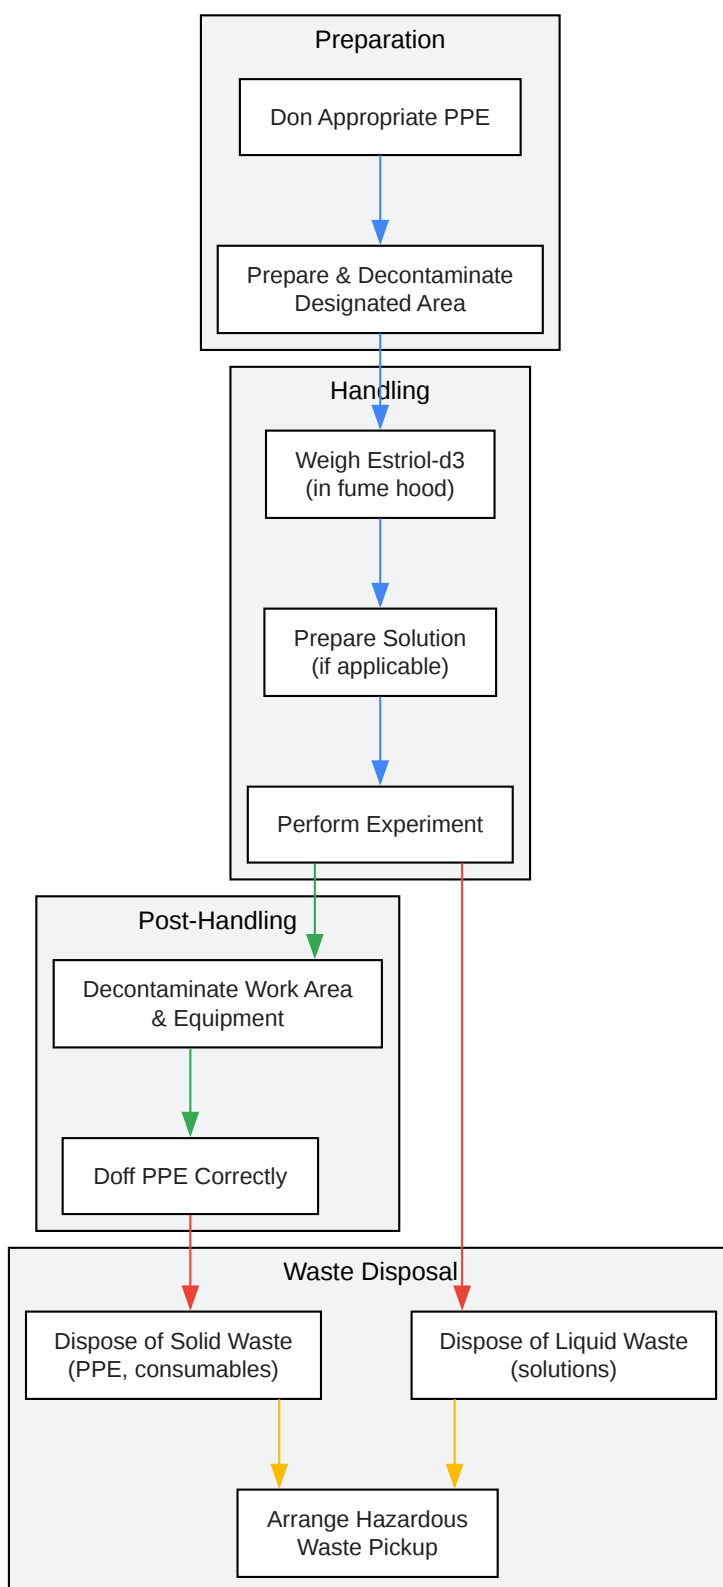 Preparation
Don Appropriate PPE
Prepare & Decontaminate
Designated Area
Handling
Weigh Estriol-d3
(in fume hood)
Prepare Solution
(if applicable)
Perform Experiment
Post-Handling
Decontaminate Work Area
& Equipment
Doff PPE Correctly
Waste Disposal
Dispose of Solid Waste
(PPE, consumables)
Dispose of Liquid Waste
(solutions)
Arrange Hazardous
Waste Pickup